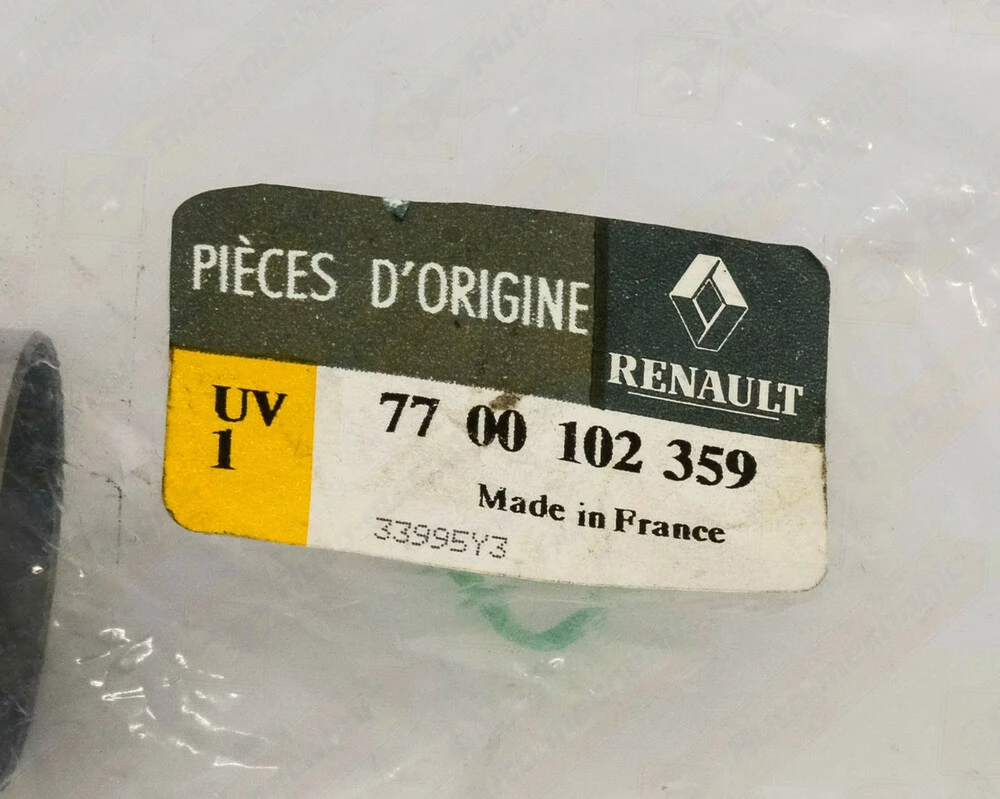 PIÈCES D'ORIGINE
RENAULT
UV
1
77 00 102 359
Made in France
33995Y3